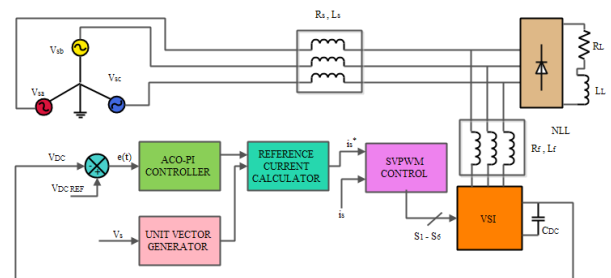 Rs , Ls
Vsb
Vsa
Vsc
RL
LL
NLL
Rf , Lf
VDC
e(t)
VDC REF
ACO-PI
CONTROLLER
REFERENCE
CURRENT
CALCULATOR
is*
is
SVPWM
CONTROL
Vs
UNIT VECTOR
GENERATOR
S1 - S6
VSI
CDC